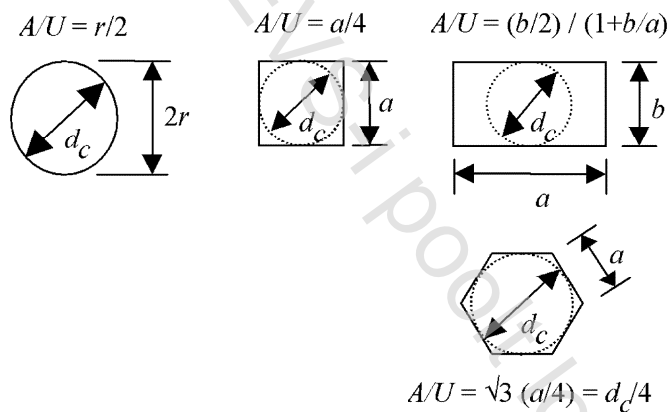 A/U = r/2
A/U = a/4
A/U = (b/2) / (1+b/a)
d_c
2r
d_c
a
d_c
b
a
a
d_c
A/U = √3 (a/4) = d_c/4